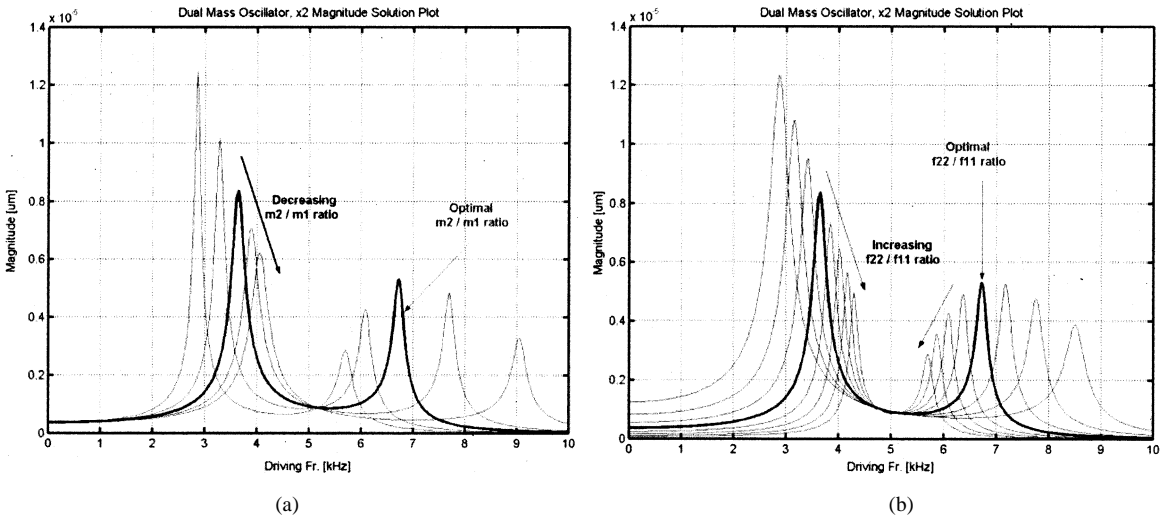 Dual Mass Oscillator, x2 Magnitude Solution Plot
x 10⁻⁵
1.4
1.2
1
0.8
0.6
0.4
0.2
0
Magnitude [um]
Decreasing
m2 / m1 ratio
Optimal
m2 / m1 ratio
0 1 2 3 4 5 6 7 8 9 10
Driving Fr. [kHz]
(a)
Dual Mass Oscillator, x2 Magnitude Solution Plot
x 10⁻⁵
1.4
1.2
1
0.8
0.6
0.4
0.2
0
Magnitude [um]
Optimal
f22 / f11 ratio
Increasing
f22 / f11 ratio
0 1 2 3 4 5 6 7 8 9 10
Driving Fr. [kHz]
(b)